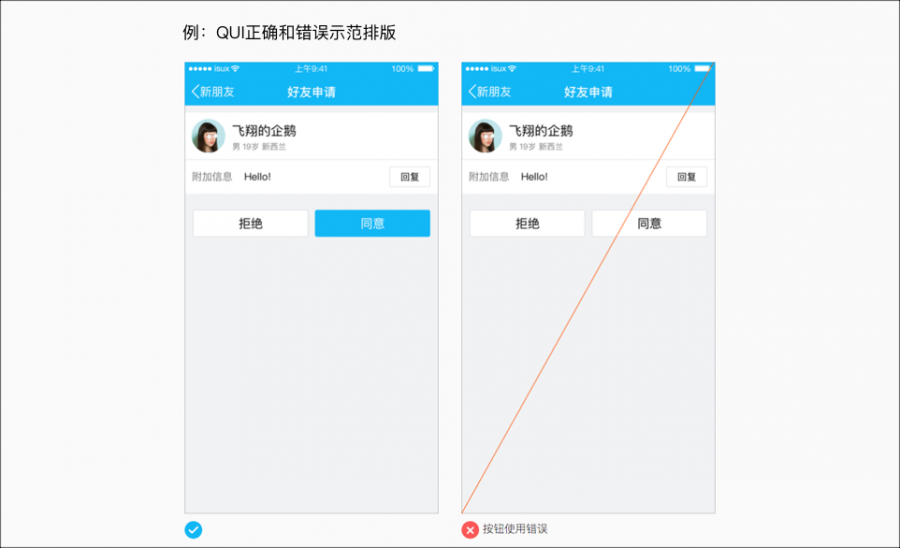 例：QUI正确和错误示范排版
isux 上午9:41 100%
新朋友 好友申请
飞翔的企鹅
男 19岁 新西兰
附加信息 Hello! 回复
拒绝 同意
isux 上午9:41 100%
新朋友 好友申请
飞翔的企鹅
男 19岁 新西兰
附加信息 Hello! 回复
拒绝 同意
按钮使用错误